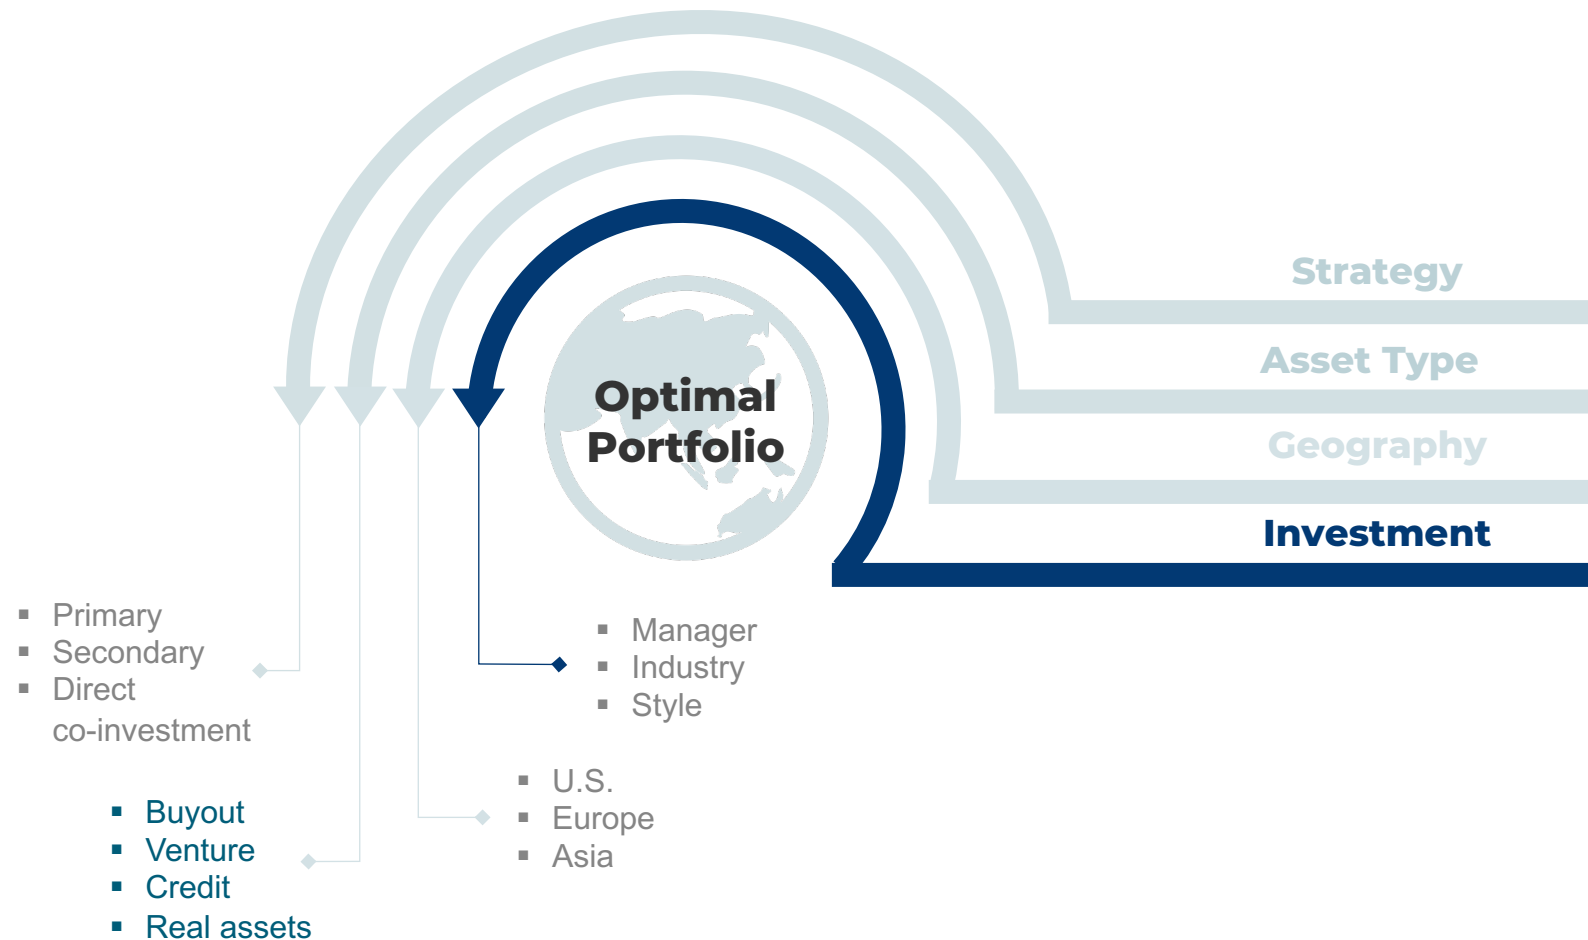 Strategy
Asset Type
Geography
Investment
Optimal
Portfolio
▪ Primary
▪ Secondary
▪ Direct
co-investment
▪ Manager
▪ Industry
▪ Style
▪ U.S.
▪ Europe
▪ Asia
▪ Buyout
▪ Venture
▪ Credit
▪ Real assets